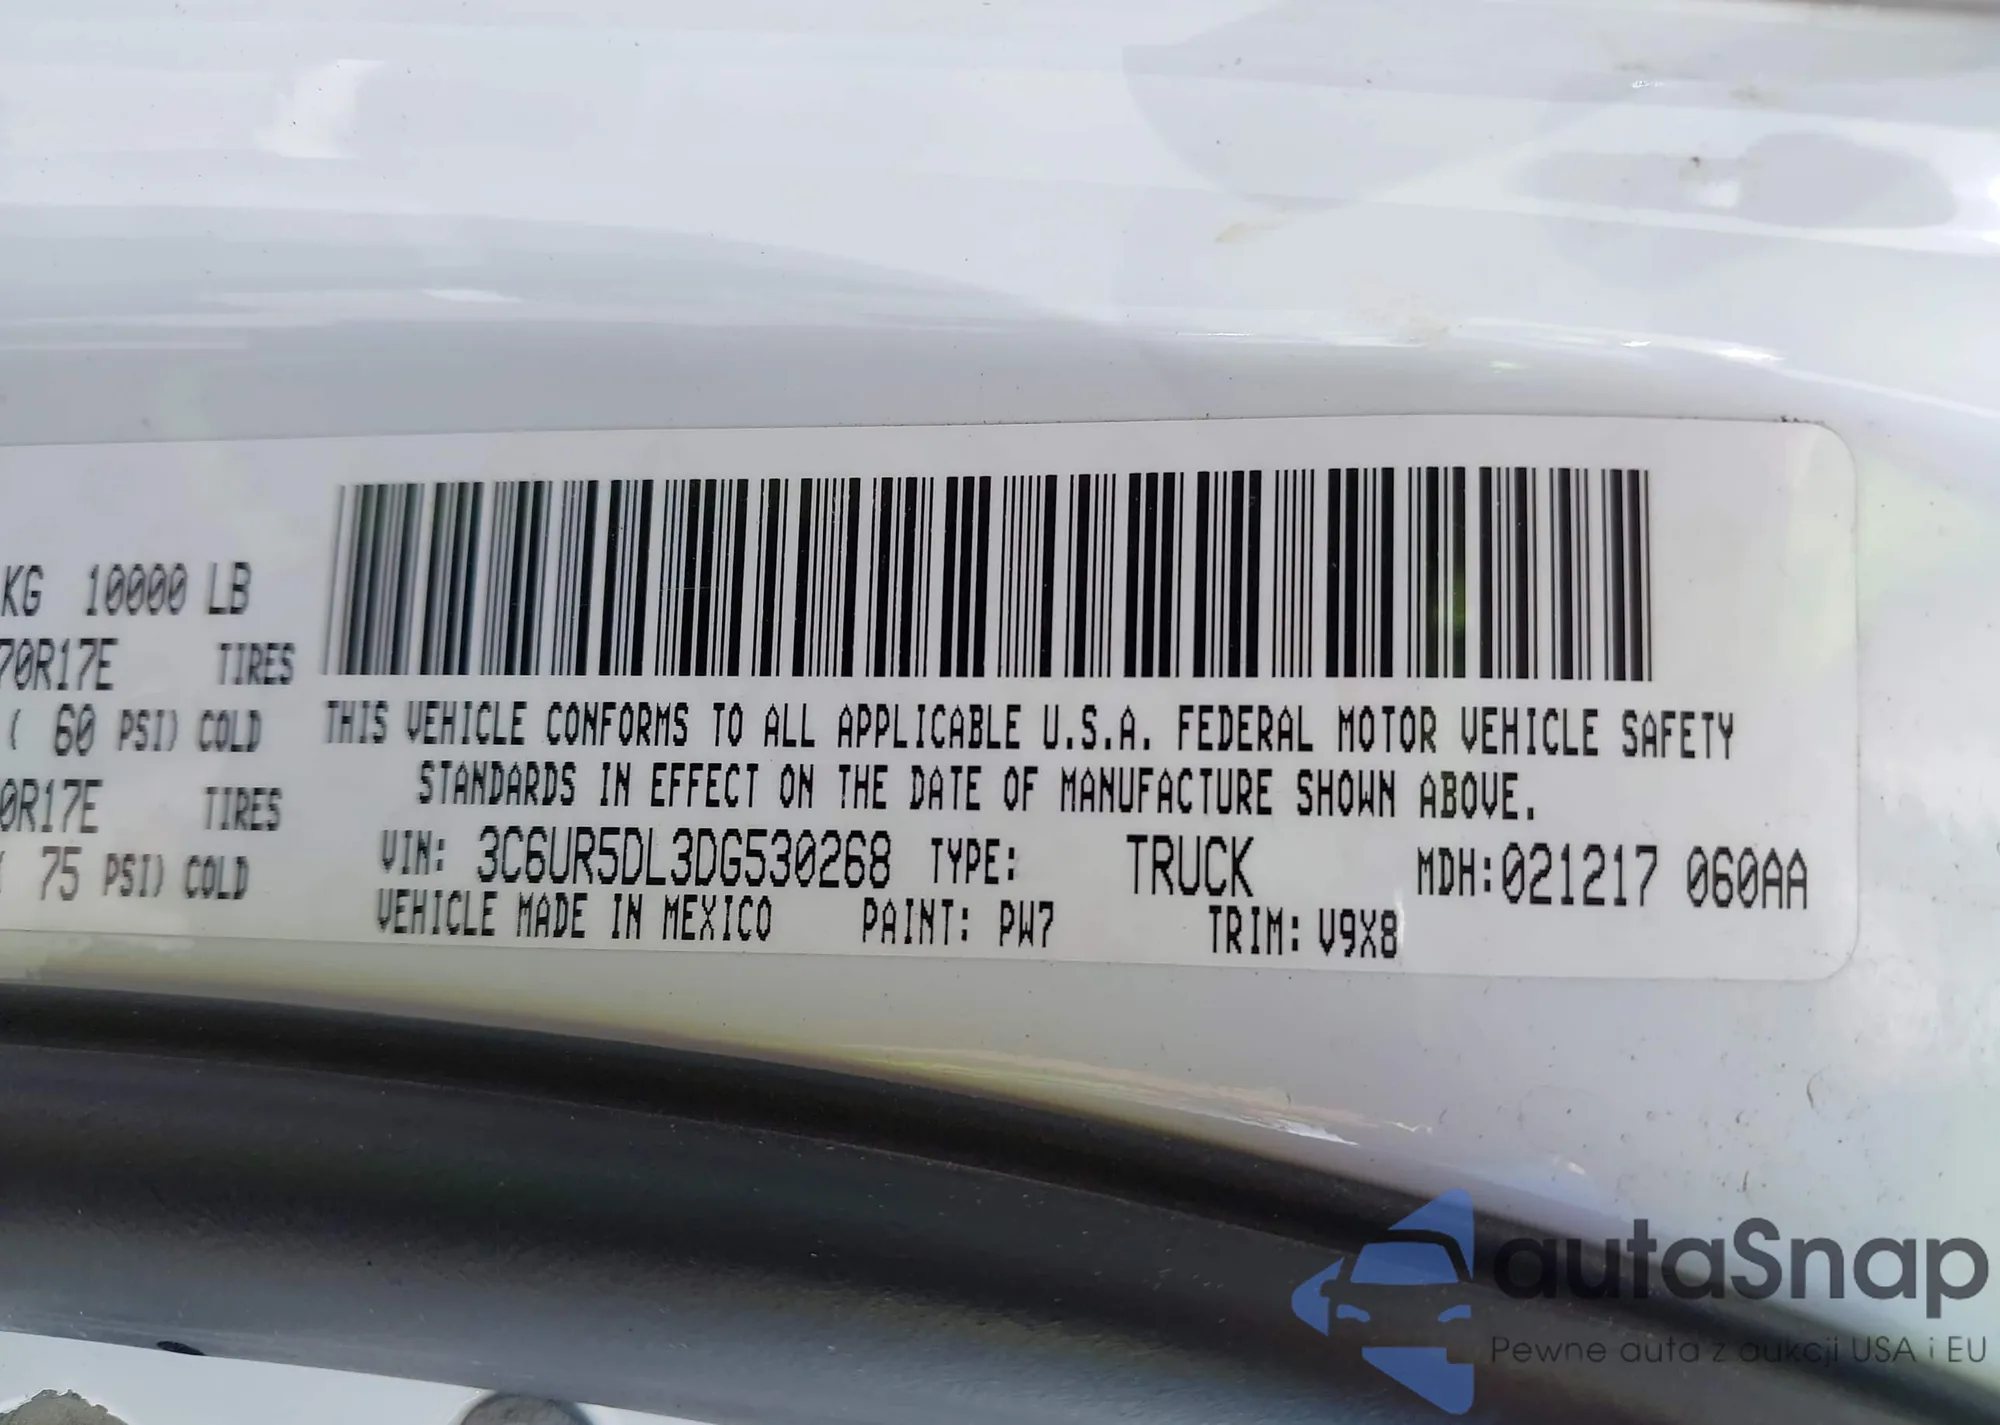 KG 10000 LB
70R17E TIRES
( 60 PSI) COLD
0R17E TIRES
( 75 PSI) COLD
THIS VEHICLE CONFORMS TO ALL APPLICABLE U.S.A. FEDERAL MOTOR VEHICLE SAFETY
STANDARDS IN EFFECT ON THE DATE OF MANUFACTURE SHOWN ABOVE.
VIN: 3C6UR5DL3DG530268 TYPE: TRUCK MDH:021217 060AA
VEHICLE MADE IN MEXICO PAINT: PW7 TRIM: V9X8
autaSnap
Pewne auta z aukcji USA i EU